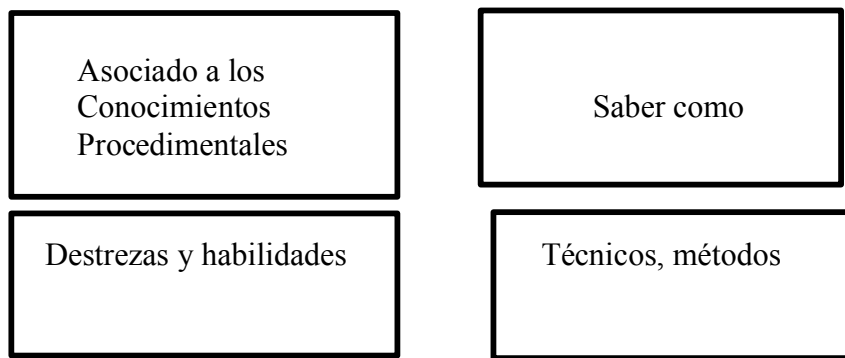 Asociado a los
Conocimientos
Procedimentales
Saber como
Destrezas y habilidades
Técnicos, métodos